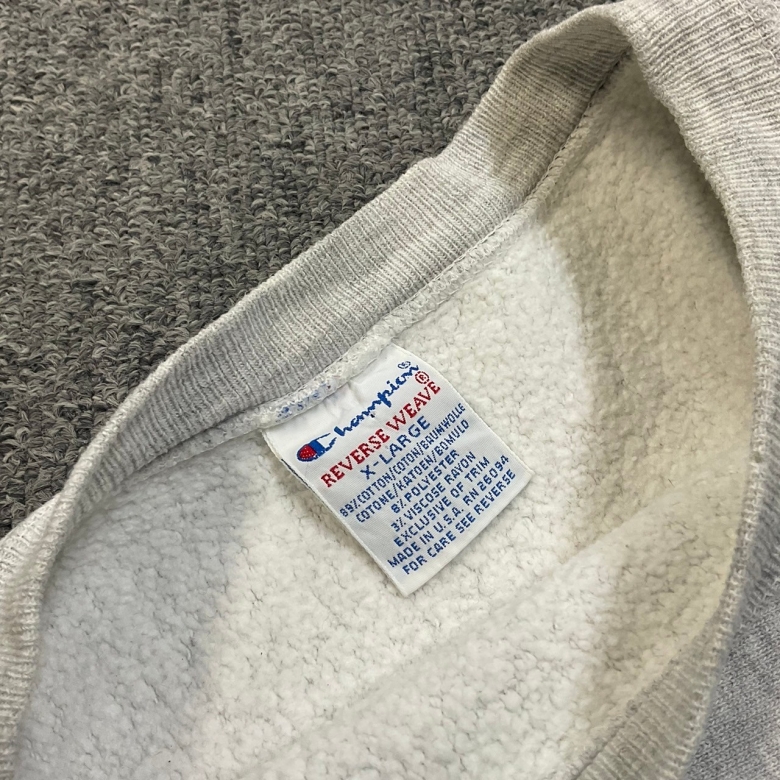 Champion®
REVERSE WEAVE®
X-LARGE
89% COTTON/COTON/BAUMWOLLE
COTONE/KATOEN/BOMULD
8% POLYESTER
3% VISCOSE RAYON
EXCLUSIVE OF TRIM
MADE IN U.S.A. RN 26094
FOR CARE SEE REVERSE